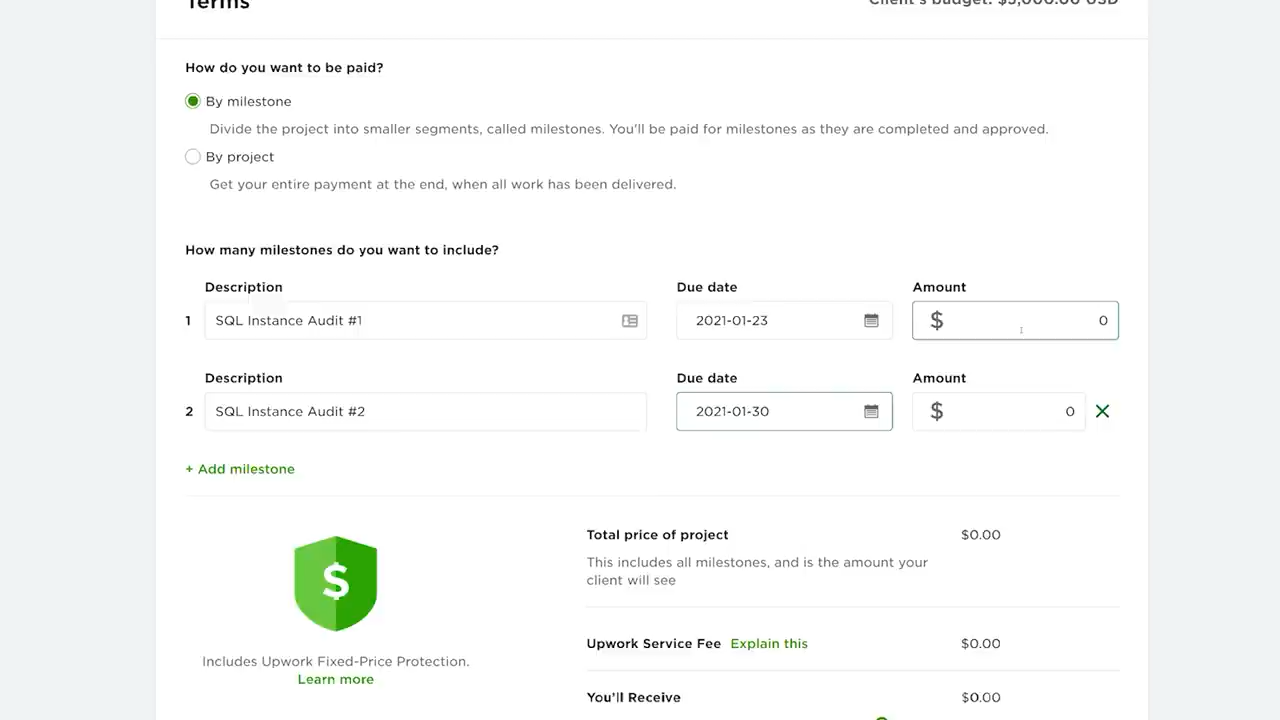 Terms
Client's budget: $5,000.00 USD
How do you want to be paid?
By milestone
Divide the project into smaller segments, called milestones. You'll be paid for milestones as they are completed and approved.
By project
Get your entire payment at the end, when all work has been delivered.
How many milestones do you want to include?
Description Due date Amount
1 SQL Instance Audit #1 2021-01-23 $ 0
Description Due date Amount
2 SQL Instance Audit #2 2021-01-30 $ 0
+ Add milestone
Total price of project $0.00
This includes all milestones, and is the amount your
client will see
$
Upwork Service Fee Explain this $0.00
Includes Upwork Fixed-Price Protection.
Learn more
You'll Receive $0.00